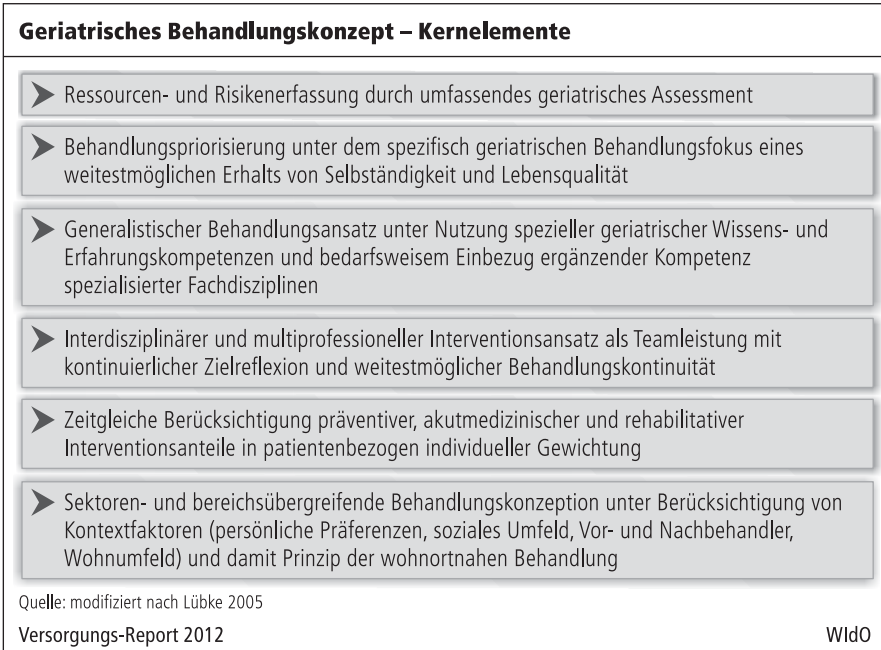 Geriatrisches Behandlungskonzept – Kernelemente
Ressourcen- und Risikenerfassung durch umfassendes geriatrisches Assessment
Behandlungspriorisierung unter dem spezifisch geriatrischen Behandlungsfokus eines
weitestmöglichen Erhalts von Selbständigkeit und Lebensqualität
Generalistischer Behandlungsansatz unter Nutzung spezieller geriatrischer Wissens- und
Erfahrungskompetenzen und bedarfsweisem Einbezug ergänzender Kompetenz
spezialisierter Fachdisziplinen
Interdisziplinärer und multiprofessioneller Interventionsansatz als Teamleistung mit
kontinuierlicher Zielreflexion und weitestmöglicher Behandlungskontinuität
Zeitgleiche Berücksichtigung präventiver, akutmedizinischer und rehabilitativer
Interventionsanteile in patientenbezogen individueller Gewichtung
Sektoren- und bereichsübergreifende Behandlungskonzeption unter Berücksichtigung von
Kontextfaktoren (persönliche Präferenzen, soziales Umfeld, Vor- und Nachbehandler,
Wohnumfeld) und damit Prinzip der wohnortnahen Behandlung
Quelle: modifiziert nach Lübke 2005
Versorgungs-Report 2012 WIdO